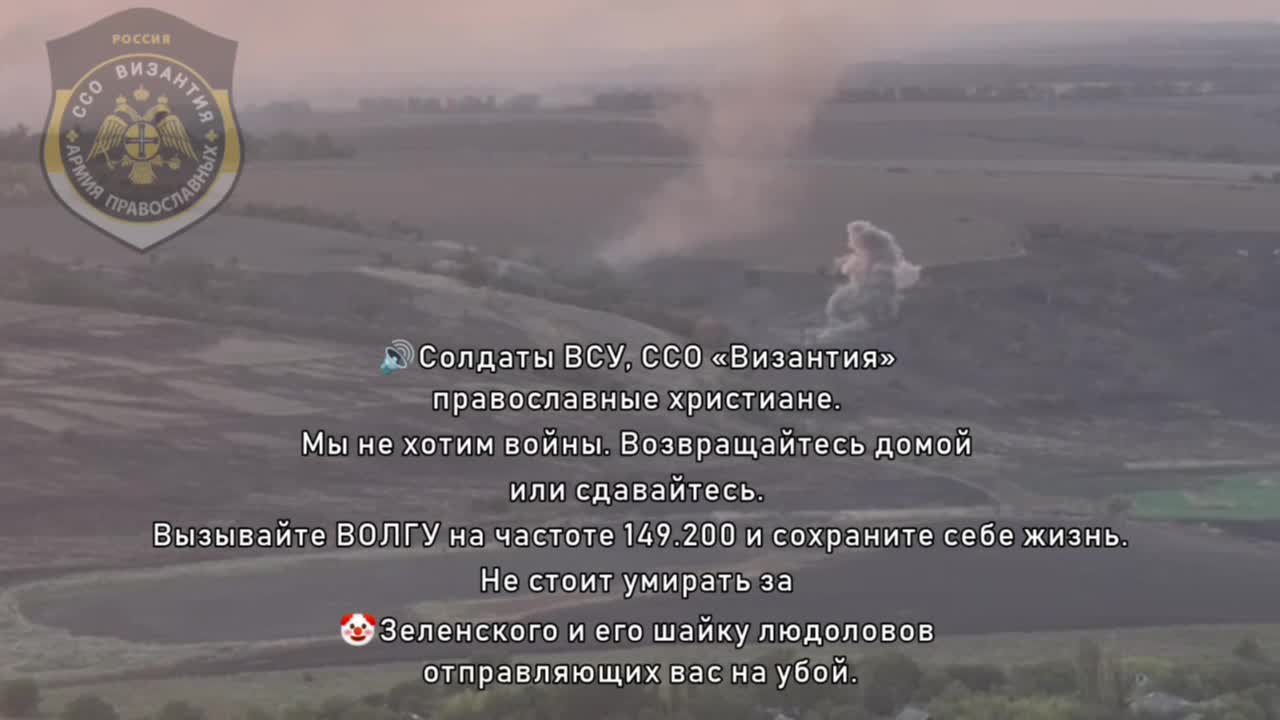 РОССИЯ
ССО ВИЗАНТИЯ
АРМИЯ ПРАВОСЛАВНЫХ
🔊Солдаты ВСУ, ССО «Византия»
православные христиане.
Мы не хотим войны. Возвращайтесь домой
или сдавайтесь.
Вызывайте ВОЛГУ на частоте 149.200 и сохраните себе жизнь.
Не стоит умирать за
🤡Зеленского и его шайку людоловов
отправляющих вас на убой.